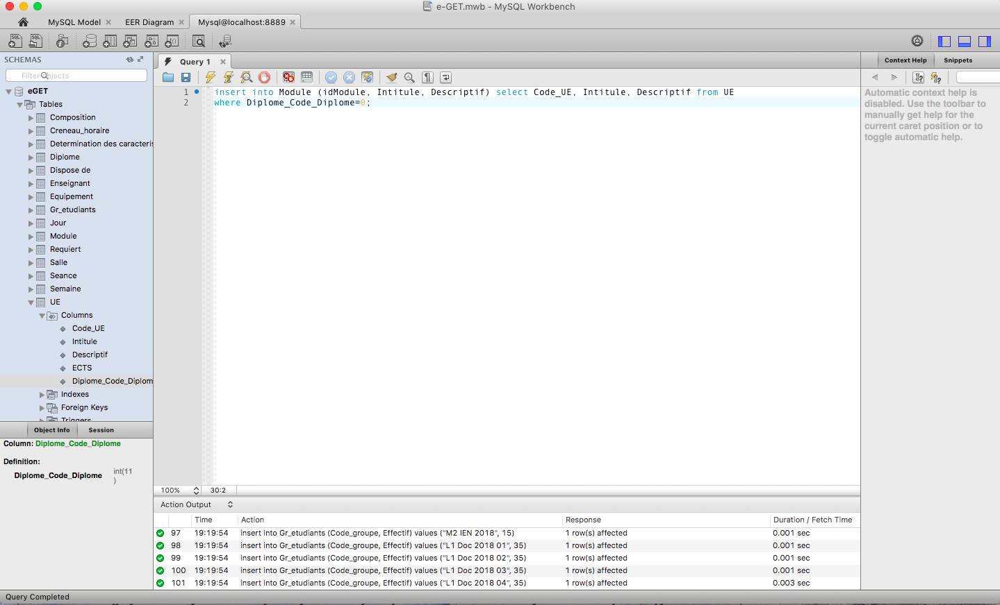 e-GET.mwb - MySQL Workbench
MySQL Model
EER Diagram
Mysql@localhost:8889
SCHEMAS
Filter objects
eGET
Tables
Composition
Creneau_horaire
Determination des caracteris
Diplome
Dispose de
Enseignant
Equipement
Gr_etudiants
Jour
Module
Requiert
Salle
Seance
Semaine
UE
Columns
Code_UE
Intitule
Descriptif
ECTS
Diplome_Code_Diplom
Indexes
Foreign Keys
Triggers
Object Info Session
Column: Diplome_Code_Diplome
Definition:
Diplome_Code_Diplome int(11
)
Query 1
1 insert into Module (idModule, Intitule, Descriptif) select Code_UE, Intitule, Descriptif from UE
2 where Diplome_Code_Diplome=0;
100% 30:2
Action Output
Time Action Response Duration / Fetch Time
97 19:19:54 insert into Gr_etudiants (Code_groupe, Effectif) values ("M2 IEN 2018", 15) 1 row(s) affected 0.001 sec
98 19:19:54 insert into Gr_etudiants (Code_groupe, Effectif) values ("L1 Doc 2018 01", 35) 1 row(s) affected 0.001 sec
99 19:19:54 insert into Gr_etudiants (Code_groupe, Effectif) values ("L1 Doc 2018 02", 35) 1 row(s) affected 0.001 sec
100 19:19:54 insert into Gr_etudiants (Code_groupe, Effectif) values ("L1 Doc 2018 03", 35) 1 row(s) affected 0.001 sec
101 19:19:54 insert into Gr_etudiants (Code_groupe, Effectif) values ("L1 Doc 2018 04", 35) 1 row(s) affected 0.003 sec
Context Help Snippets
Automatic context help is
disabled. Use the toolbar to
manually get help for the
current caret position or to
toggle automatic help.
Query Completed